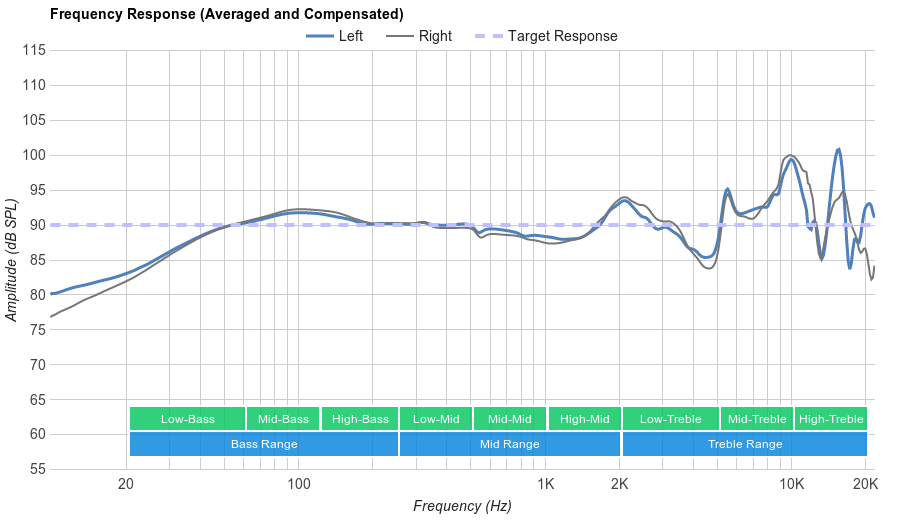 Frequency Response (Averaged and Compensated)
Left Right Target Response
115
110
105
100
95
90
85
80
75
70
65
60
55
Amplitude (dB SPL)
Low-Bass Mid-Bass High-Bass Low-Mid Mid-Mid High-Mid Low-Treble Mid-Treble High-Treble
Bass Range Mid Range Treble Range
20 100 1K 2K 10K 20K
Frequency (Hz)